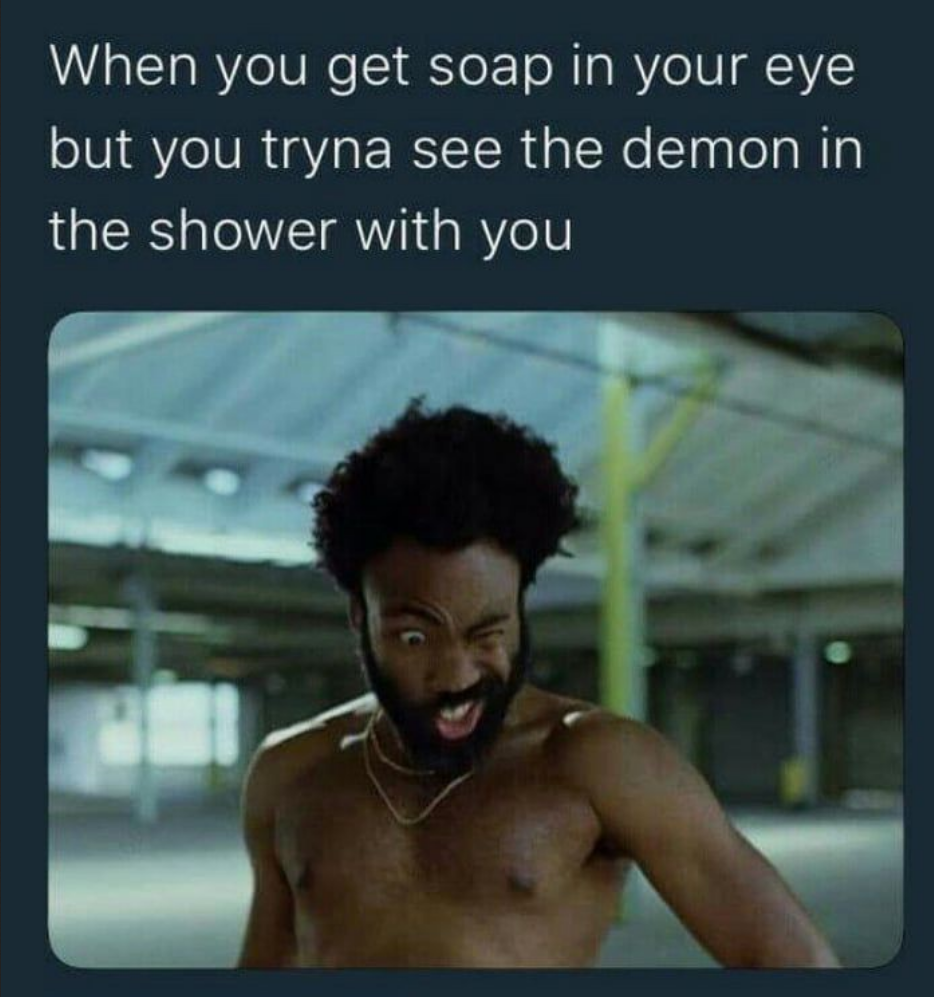 When you get soap in your eye
but you tryna see the demon in
the shower with you